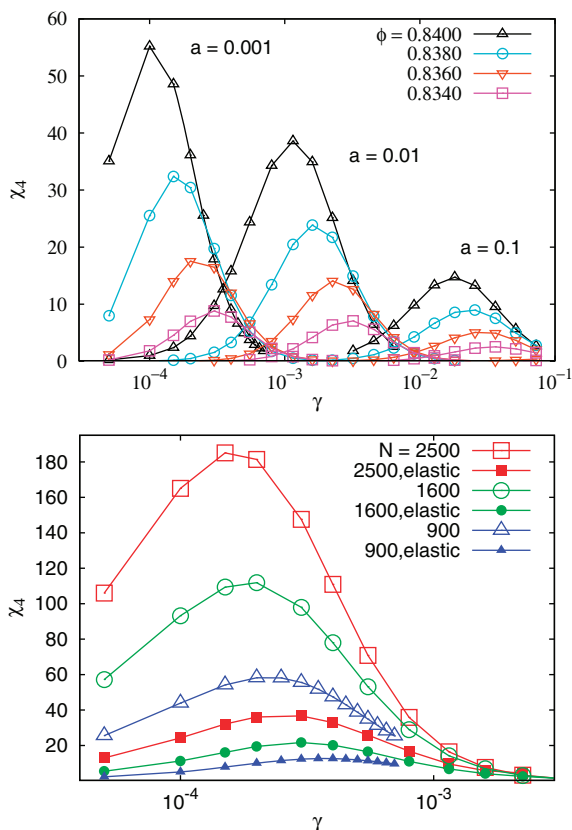 60
50
40
30
20
10
0
χ4
a = 0.001
a = 0.01
a = 0.1
ϕ = 0.8400
0.8380
0.8360
0.8340
10⁻⁴
10⁻³
10⁻²
10⁻¹
γ
180
160
140
120
100
80
60
40
20
χ4
N = 2500
2500,elastic
1600
1600,elastic
900
900,elastic
10⁻⁴
10⁻³
γ